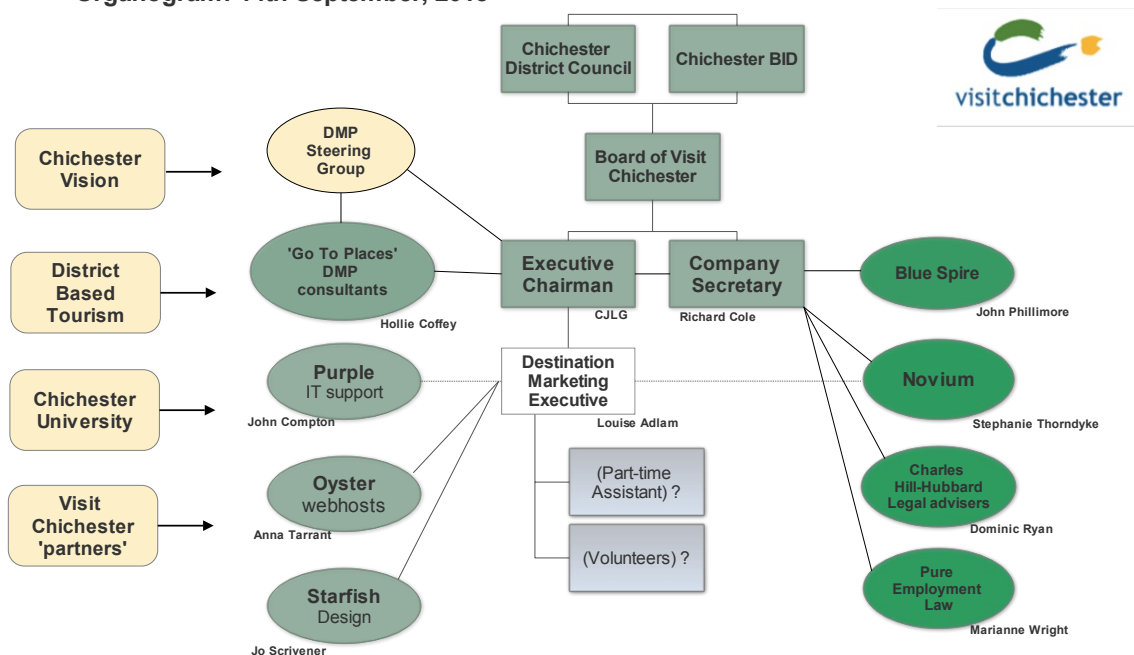 Chichester
District Council
Chichester BID
visitchichester
Chichester
Vision
DMP
Steering
Group
Board of Visit
Chichester
District
Based
Tourism
'Go To Places'
DMP
consultants
Hollie Coffey
Executive
Chairman
CJLG
Company
Secretary
Richard Cole
Blue Spire
John Phillimore
Chichester
University
Purple
IT support
John Compton
Destination
Marketing
Executive
Louise Adlam
Novium
Stephanie Thorndyke
Visit
Chichester
'partners'
Oyster
webhosts
Anna Tarrant
(Part-time
Assistant) ?
Charles
Hill-Hubbard
Legal advisers
Dominic Ryan
(Volunteers) ?
Starfish
Design
Jo Scrivener
Pure
Employment
Law
Marianne Wright